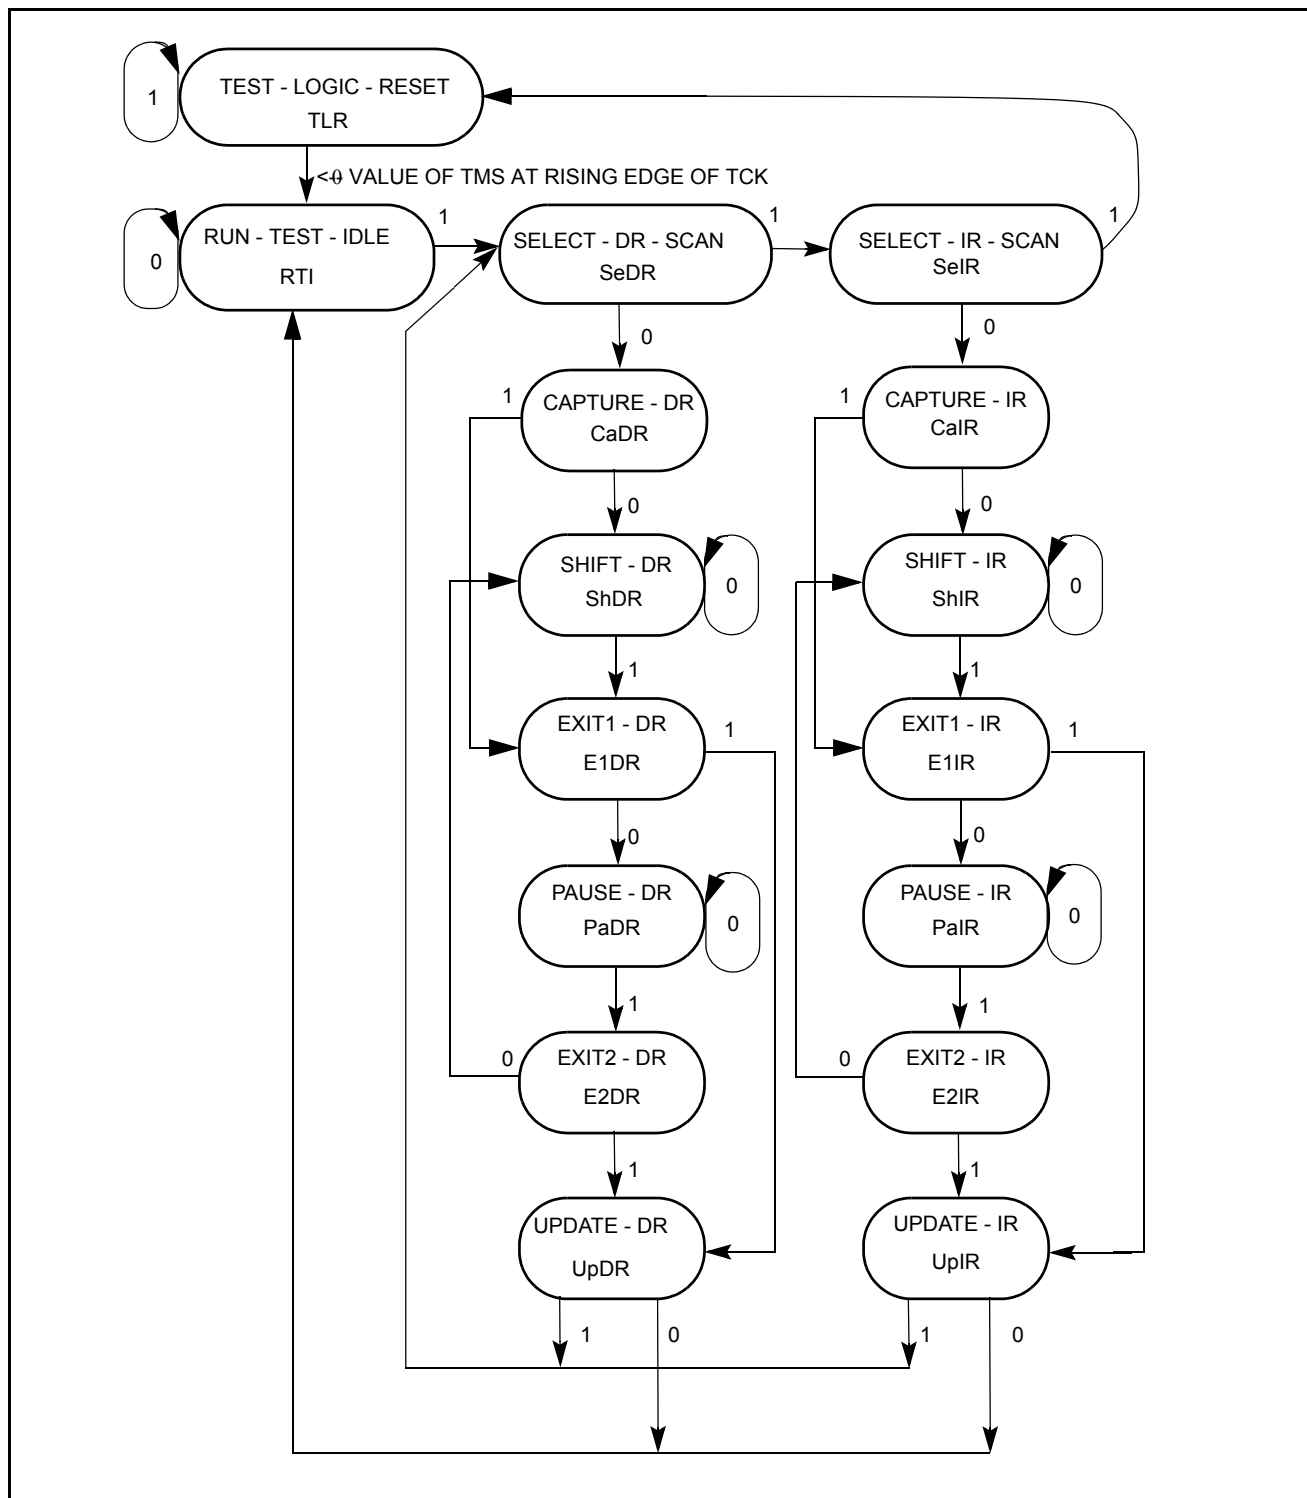 TEST - LOGIC - RESET
TLR
1
<-0 VALUE OF TMS AT RISING EDGE OF TCK
RUN - TEST - IDLE
RTI
0
1
SELECT - DR - SCAN
SeDR
1
SELECT - IR - SCAN
SeIR
1
0
0
1
CAPTURE - DR
CaDR
1
CAPTURE - IR
CaIR
0
0
SHIFT - DR
ShDR
0
SHIFT - IR
ShIR
0
1
1
EXIT1 - DR
E1DR
1
EXIT1 - IR
E1IR
1
0
0
PAUSE - DR
PaDR
0
PAUSE - IR
PaIR
0
1
1
0
EXIT2 - DR
E2DR
0
EXIT2 - IR
E2IR
1
1
UPDATE - DR
UpDR
UPDATE - IR
UpIR
1
0
1
0